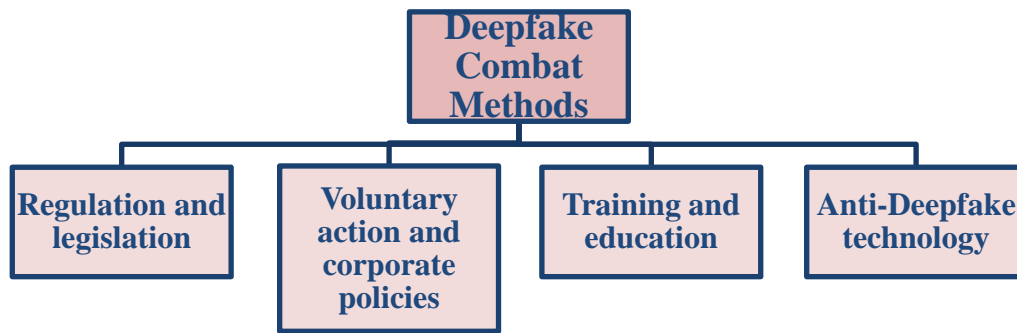 Deepfake
Combat
Methods
Regulation and
legislation
Voluntary
action and
corporate
policies
Training and
education
Anti-Deepfake
technology